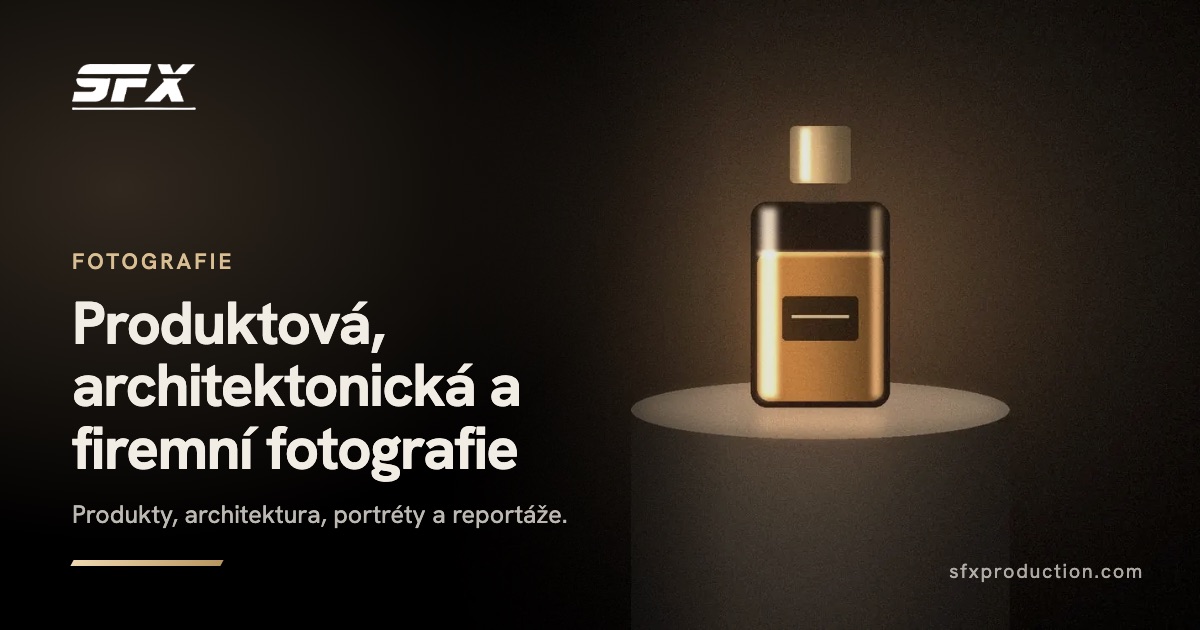 SFX
FOTOGRAFIE
Produktová,
architektonická a
firemní fotografie
Produkty, architektura, portréty a reportáže.
sfxproduction.com